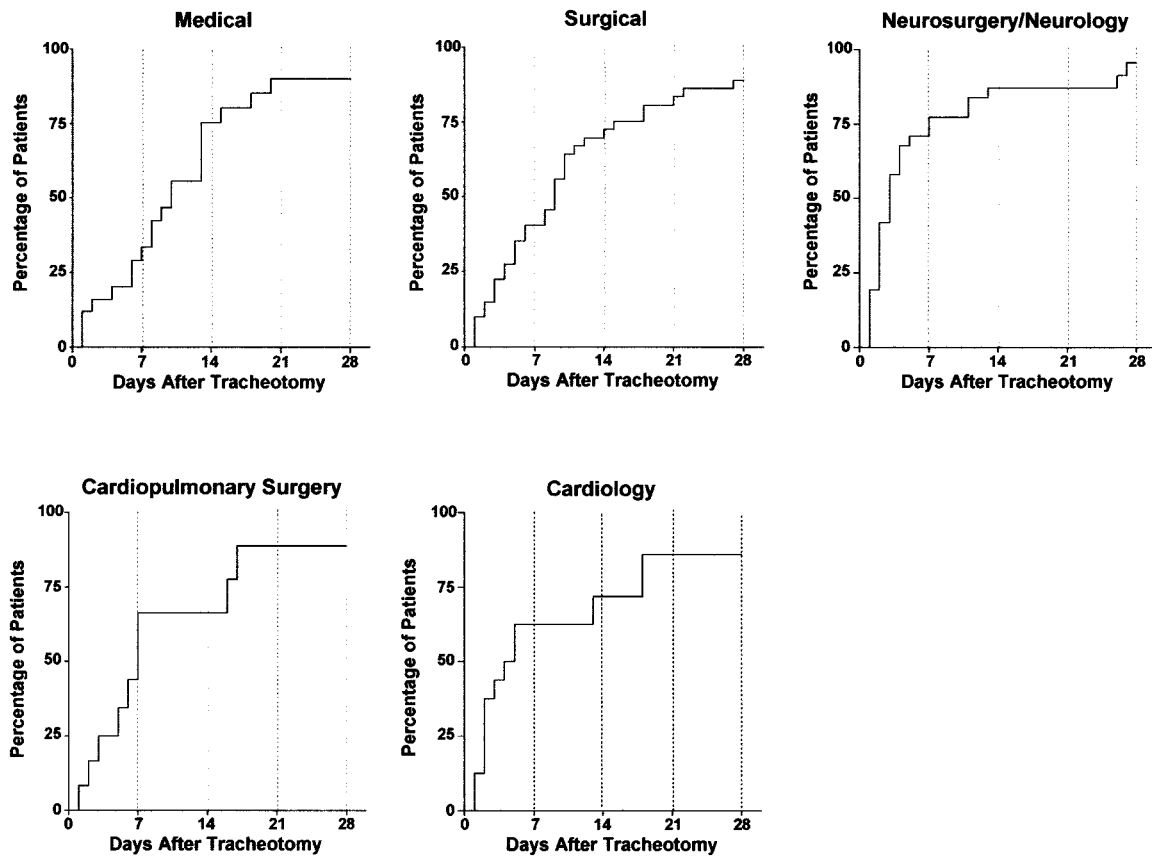 Medical
100
75
50
25
0
Percentage of Patients
0 7 14 21 28
Days After Tracheotomy
Surgical
100
75
50
25
0
Percentage of Patients
0 7 14 21 28
Days After Tracheotomy
Neurosurgery/Neurology
100
75
50
25
0
Percentage of Patients
0 7 14 21 28
Days After Tracheotomy
Cardiopulmonary Surgery
100
75
50
25
0
Percentage of Patients
0 7 14 21 28
Days After Tracheotomy
Cardiology
100
75
50
25
0
Percentage of Patients
0 7 14 21 28
Days After Tracheotomy